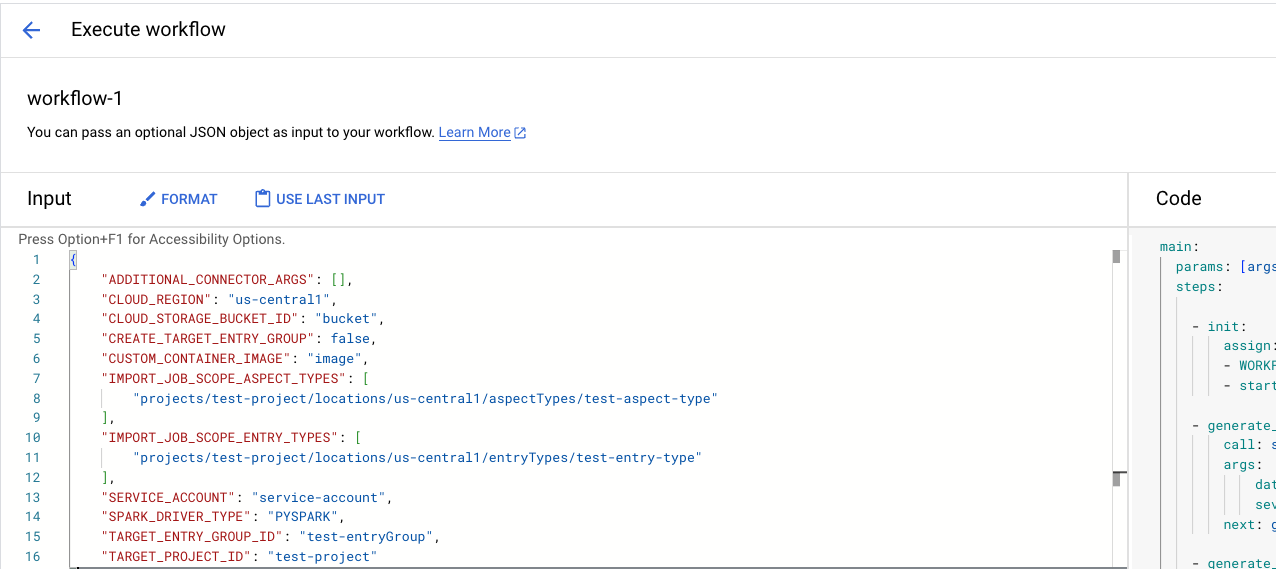 Execute workflow
workflow-1
You can pass an optional JSON object as input to your workflow. Learn More
Input FORMAT USE LAST INPUT
Press Option+F1 for Accessibility Options.
1 {
2 "ADDITIONAL_CONNECTOR_ARGS": [],
3 "CLOUD_REGION": "us-central1",
4 "CLOUD_STORAGE_BUCKET_ID": "bucket",
5 "CREATE_TARGET_ENTRY_GROUP": false,
6 "CUSTOM_CONTAINER_IMAGE": "image",
7 "IMPORT_JOB_SCOPE_ASPECT_TYPES": [
8 "projects/test-project/locations/us-central1/aspectTypes/test-aspect-type"
9 ],
10 "IMPORT_JOB_SCOPE_ENTRY_TYPES": [
11 "projects/test-project/locations/us-central1/entryTypes/test-entry-type"
12 ],
13 "SERVICE_ACCOUNT": "service-account",
14 "SPARK_DRIVER_TYPE": "PYSPARK",
15 "TARGET_ENTRY_GROUP_ID": "test-entryGroup",
16 "TARGET_PROJECT_ID": "test-project"
Code
main:
params: [args
steps:
- init:
assign:
- WORKF
- start
- generate_
call: s
args:
dat
sev
next: g
- generate_